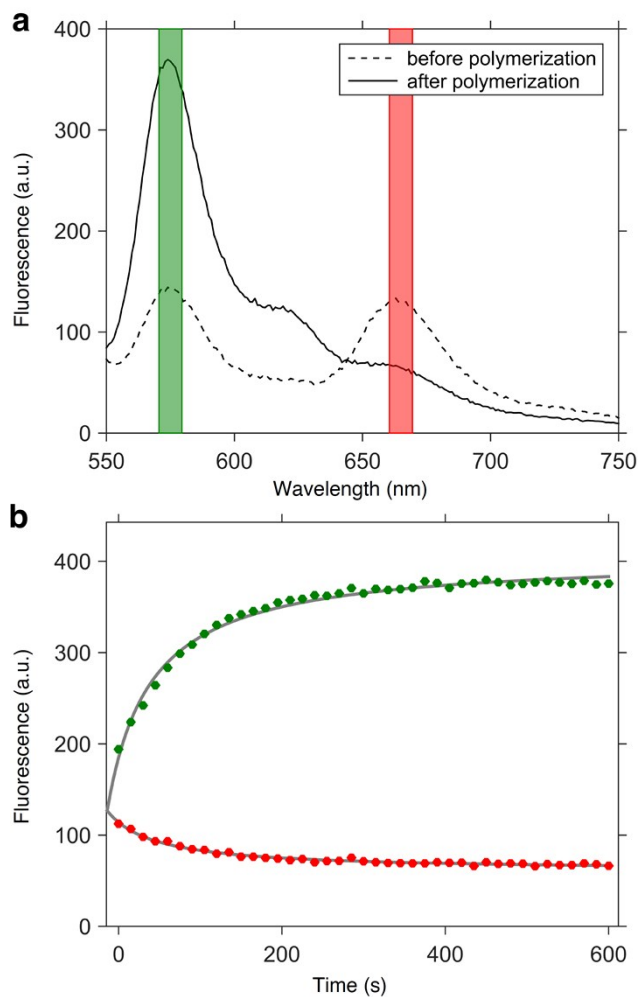 a
400
300
200
100
0
Fluorescence (a.u.)
before polymerization
after polymerization
550
600
650
700
750
Wavelength (nm)
b
400
300
200
100
0
Fluorescence (a.u.)
0
200
400
600
Time (s)